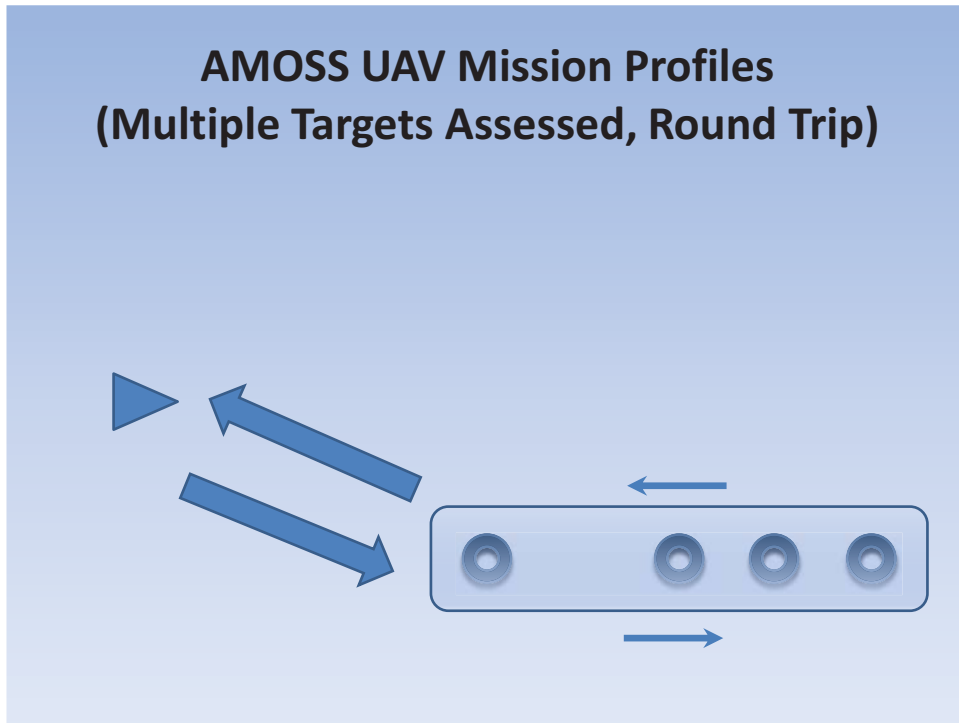 AMOSS UAV Mission Profiles
(Multiple Targets Assessed, Round Trip)